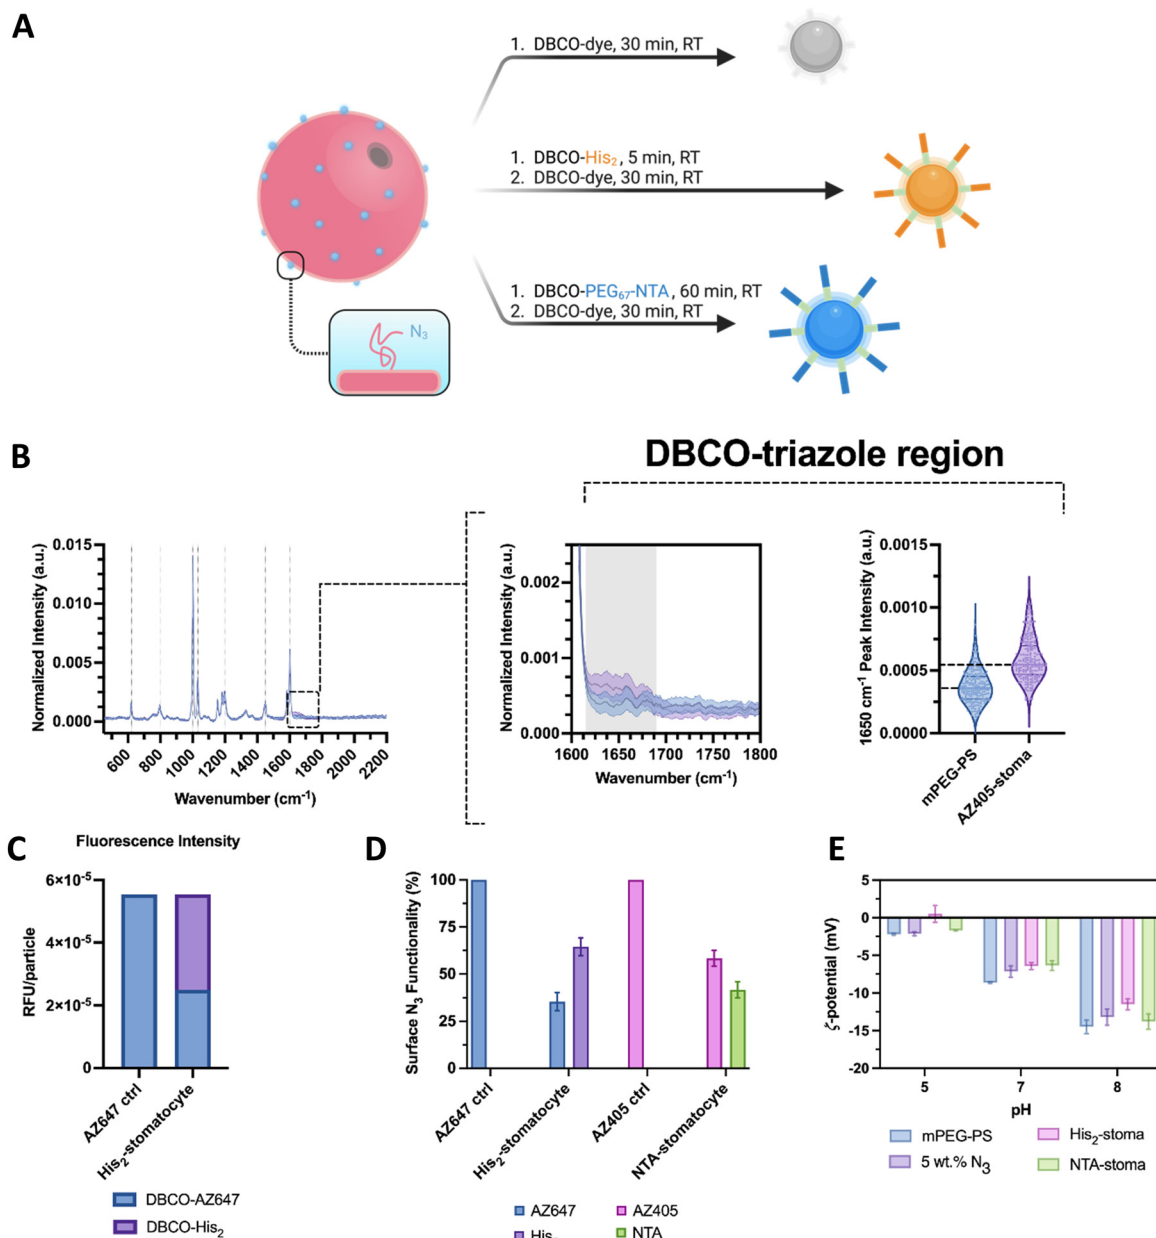 A
1. DBCO-dye, 30 min, RT
1. DBCO-His₂, 5 min, RT
2. DBCO-dye, 30 min, RT
1. DBCO-PEG₆₇-NTA, 60 min, RT
2. DBCO-dye, 30 min, RT
N₃
B
DBCO-triazole region
Normalized Intensity (a.u.)
0.015
0.010
0.005
0.000
600 800 1000 1200 1400 1600 1800 2000 2200
Wavenumber (cm⁻¹)
Normalized Intensity (a.u.)
0.002
0.001
0.000
1600 1650 1700 1750 1800
Wavenumber (cm⁻¹)
1650 cm⁻¹ Peak Intensity (a.u.)
0.0015
0.0010
0.0005
0.0000
mPEG-PS
AZ405-stoma
C
Fluorescence Intensity
RFU/particle
6×10⁻⁵
4×10⁻⁵
2×10⁻⁵
0
AZ647 ctrl
His₂-stomatocyte
DBCO-AZ647
DBCO-His₂
D
Surface N₃ Functionality (%)
100
75
50
25
0
AZ647 ctrl
His₂-stomatocyte
AZ405 ctrl
NTA-stomatocyte
AZ647
AZ405
His₂
NTA
E
ζ-potential (mV)
5
0
-5
-10
-15
-20
5 7 8
pH
mPEG-PS
His₂-stoma
5 wt.% N₃
NTA-stoma